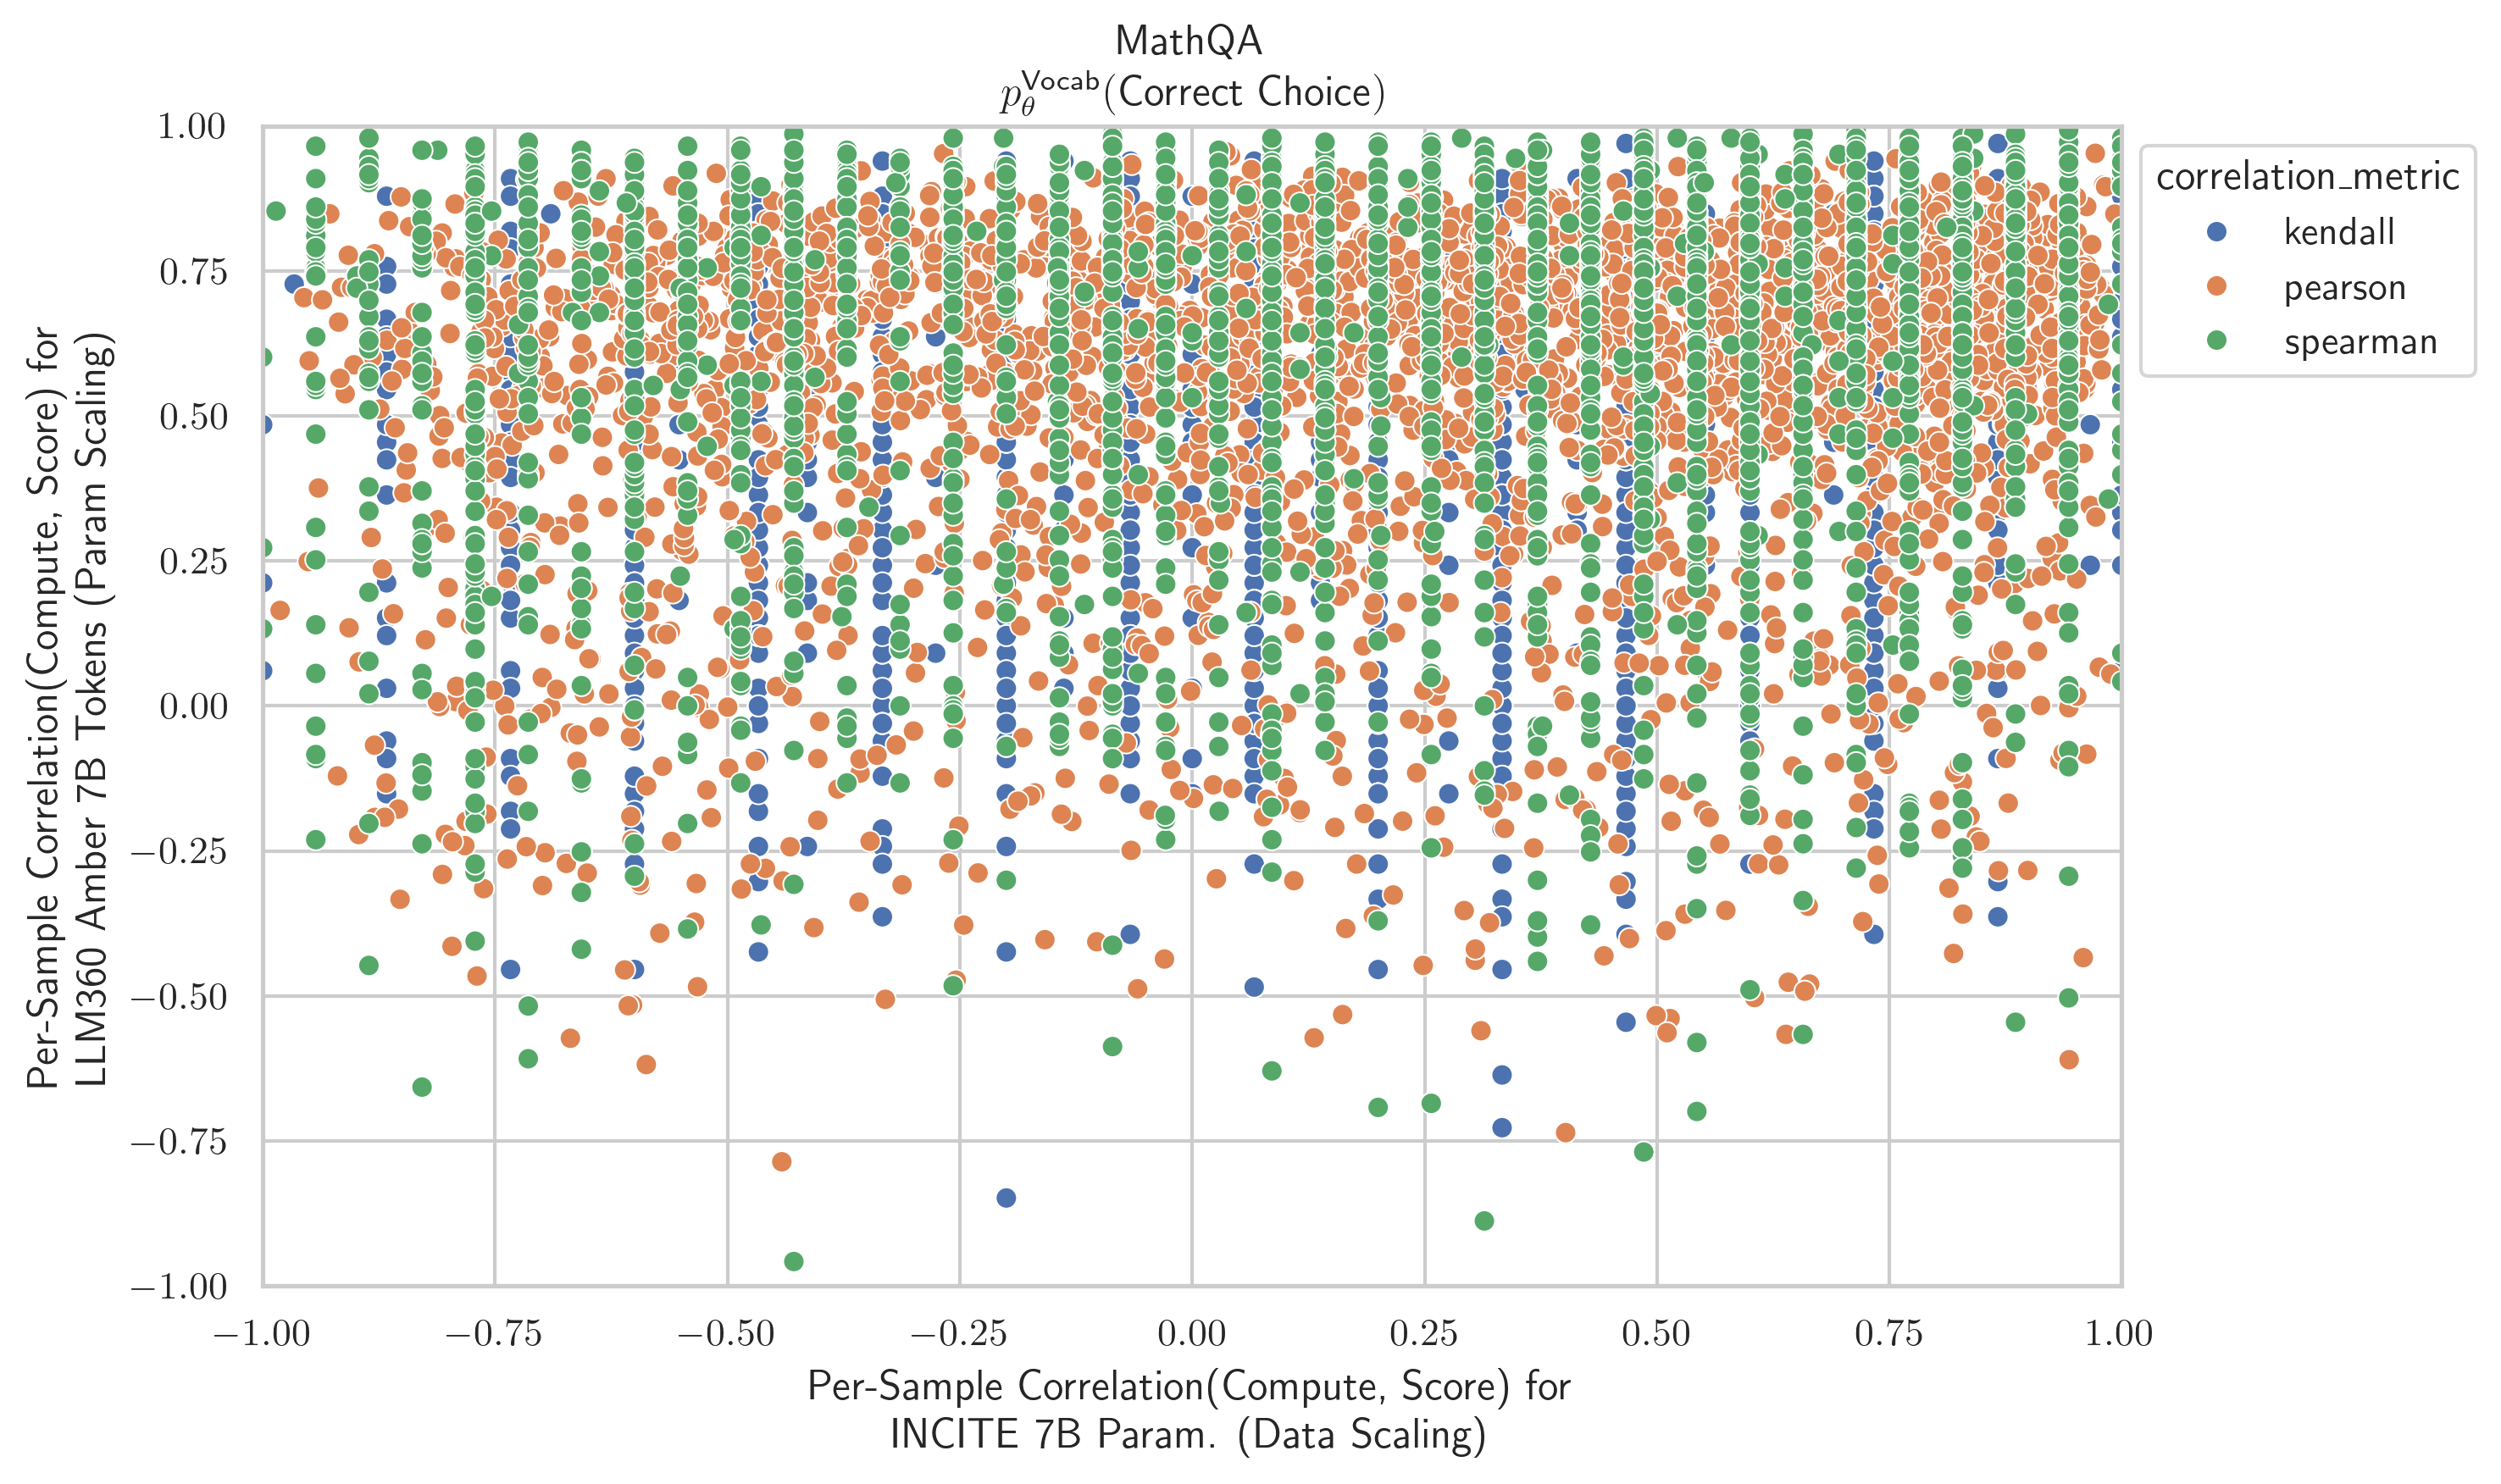 MathQA
p_θ^Vocab(Correct Choice)
Per-Sample Correlation(Compute, Score) for
LLM360 Amber 7B Tokens (Param Scaling)
1.00
0.75
0.50
0.25
0.00
−0.25
−0.50
−0.75
−1.00
−1.00 −0.75 −0.50 −0.25 0.00 0.25 0.50 0.75 1.00
Per-Sample Correlation(Compute, Score) for
INCITE 7B Param. (Data Scaling)
correlation_metric
kendall
pearson
spearman